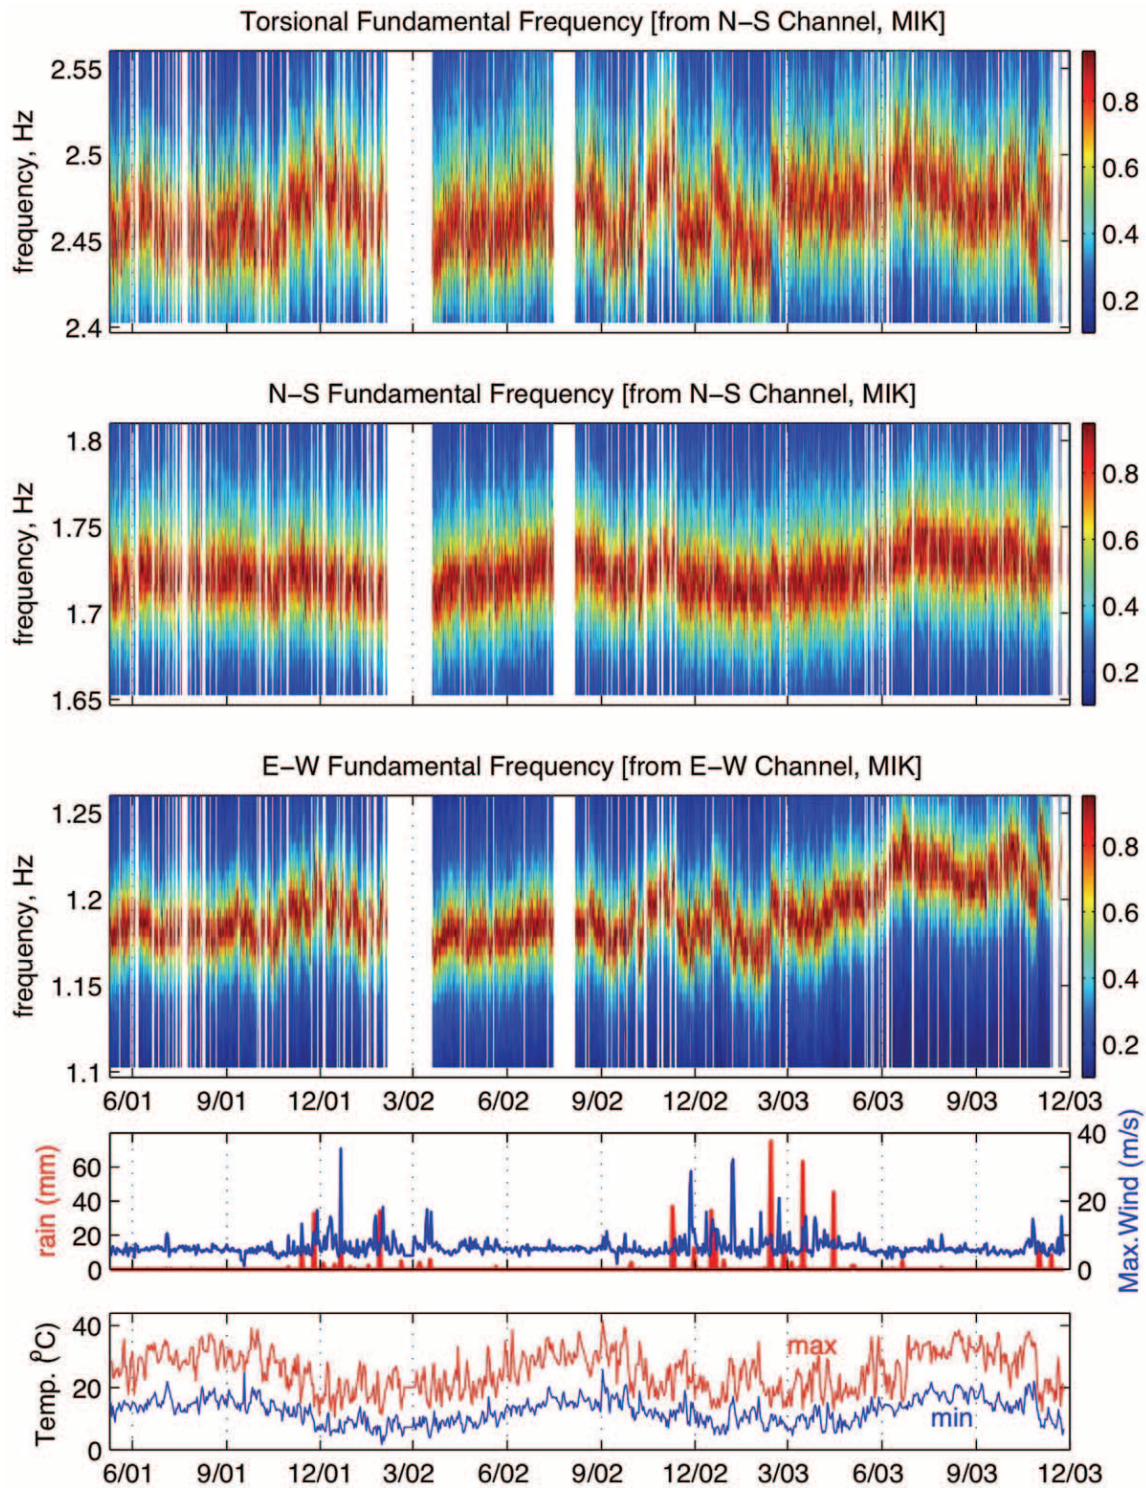 Torsional Fundamental Frequency [from N−S Channel, MIK]
frequency, Hz
2.55
2.5
2.45
2.4
0.8
0.6
0.4
0.2
N−S Fundamental Frequency [from N−S Channel, MIK]
frequency, Hz
1.8
1.75
1.7
1.65
0.8
0.6
0.4
0.2
E−W Fundamental Frequency [from E−W Channel, MIK]
frequency, Hz
1.25
1.2
1.15
1.1
0.8
0.6
0.4
0.2
6/01 9/01 12/01 3/02 6/02 9/02 12/02 3/03 6/03 9/03 12/03
rain (mm)
60
40
20
0
40
20
0
Max.Wind (m/s)
Temp. (ºC)
40
20
0
max
min
6/01 9/01 12/01 3/02 6/02 9/02 12/02 3/03 6/03 9/03 12/03